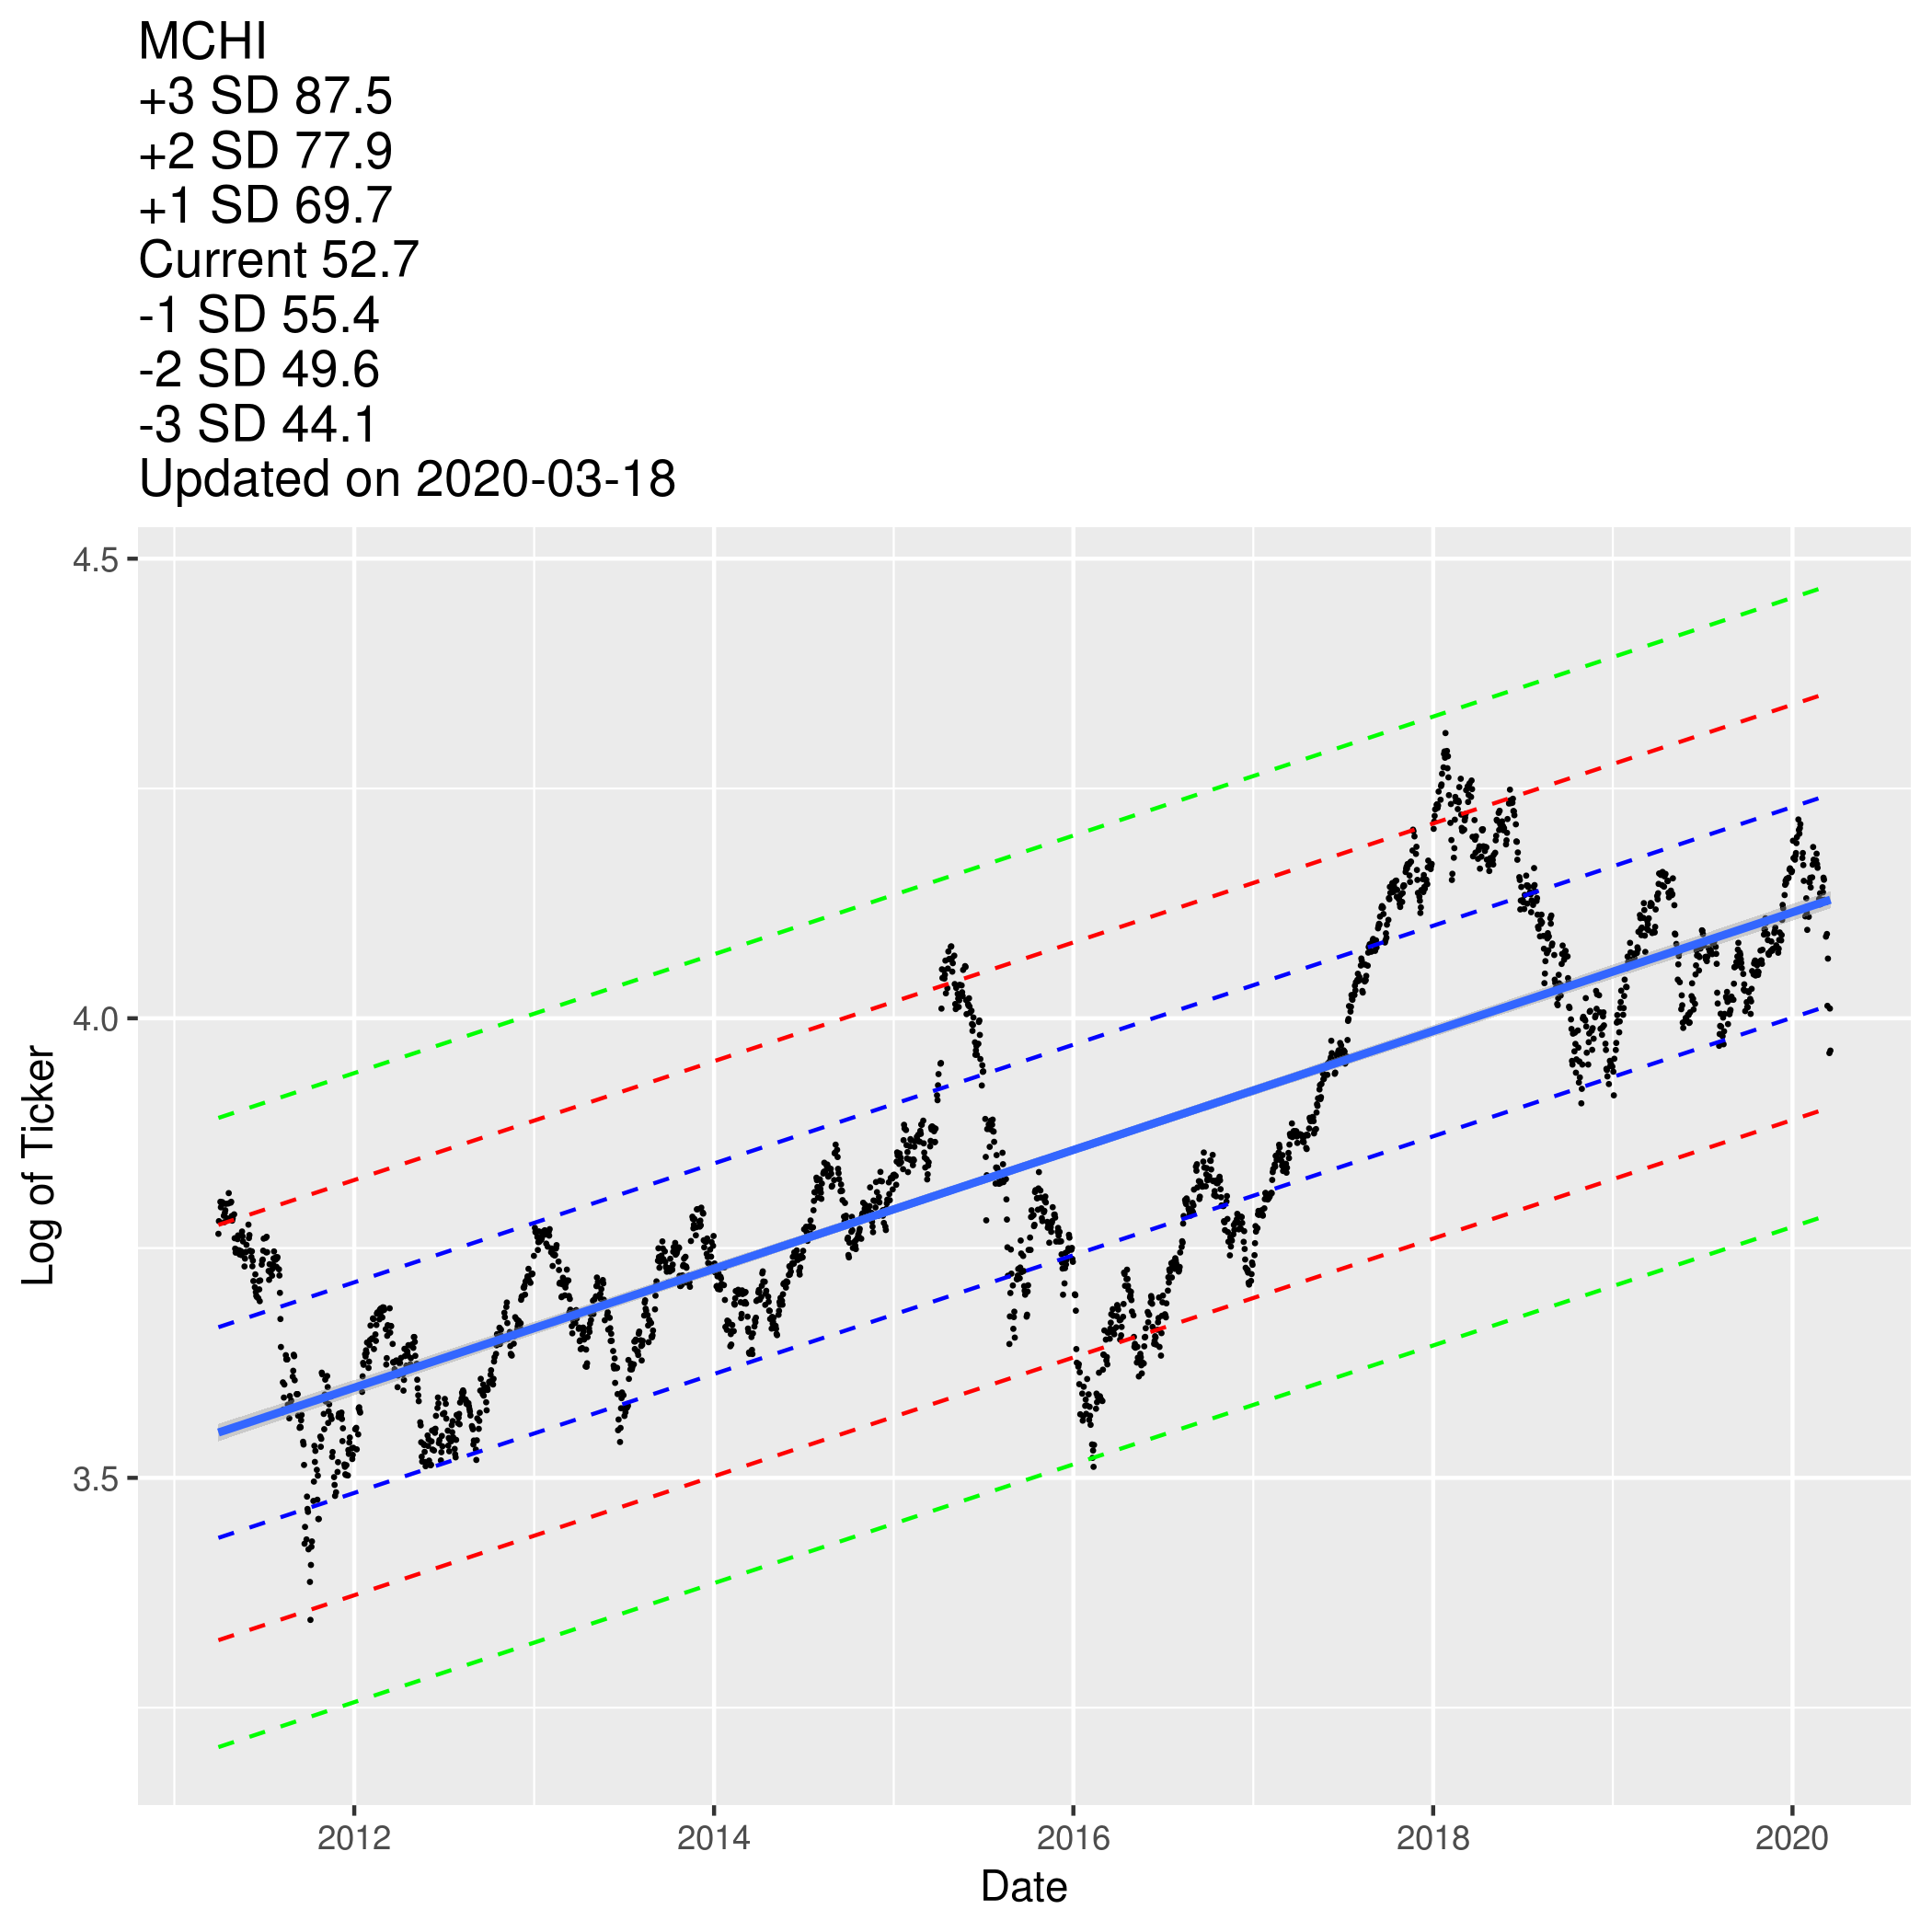 MCHI
+3 SD 87.5
+2 SD 77.9
+1 SD 69.7
Current 52.7
-1 SD 55.4
-2 SD 49.6
-3 SD 44.1
Updated on 2020-03-18
4.5
4.0
3.5
Log of Ticker
2012 2014 2016 2018 2020
Date